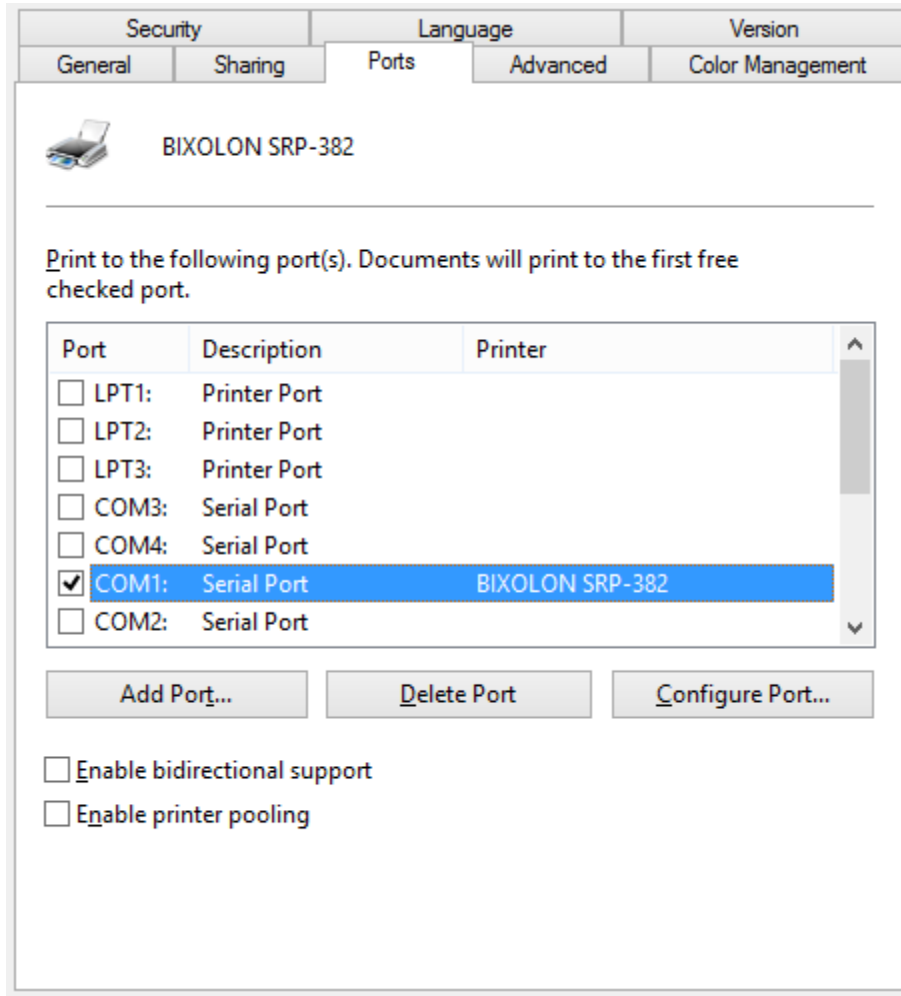 Security Language Version
General Sharing Ports Advanced Color Management
BIXOLON SRP-382
Print to the following port(s). Documents will print to the first free
checked port.
Port Description Printer
LPT1: Printer Port
LPT2: Printer Port
LPT3: Printer Port
COM3: Serial Port
COM4: Serial Port
COM1: Serial Port BIXOLON SRP-382
COM2: Serial Port
Add Port... Delete Port Configure Port...
Enable bidirectional support
Enable printer pooling